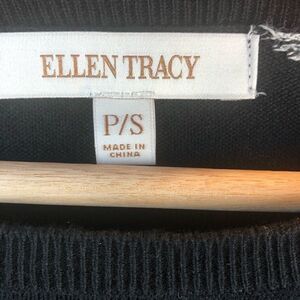 ELLEN TRACY
P/S
MADE IN
CHINA